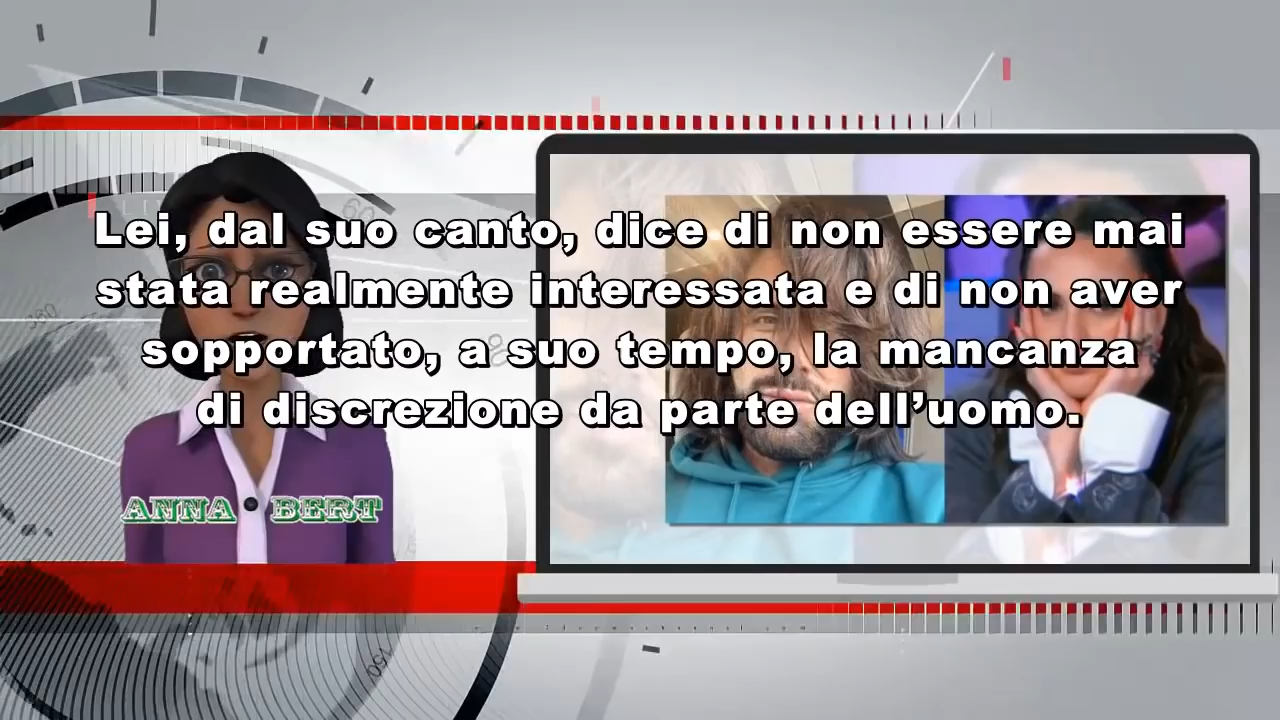 Lei, dal suo canto, dice di non essere mai
stata realmente interessata e di non aver
sopportato, a suo tempo, la mancanza
di discrezione da parte dell’uomo.
ANNA BERT